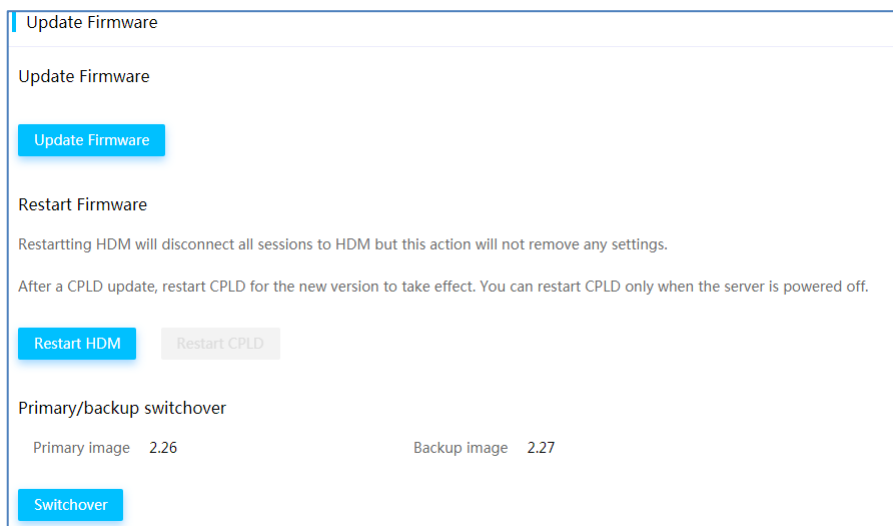 Update Firmware
Update Firmware
Update Firmware
Restart Firmware
Restartting HDM will disconnect all sessions to HDM but this action will not remove any settings.
After a CPLD update, restart CPLD for the new version to take effect. You can restart CPLD only when the server is powered off.
Restart HDM Restart CPLD
Primary/backup switchover
Primary image 2.26 Backup image 2.27
Switchover